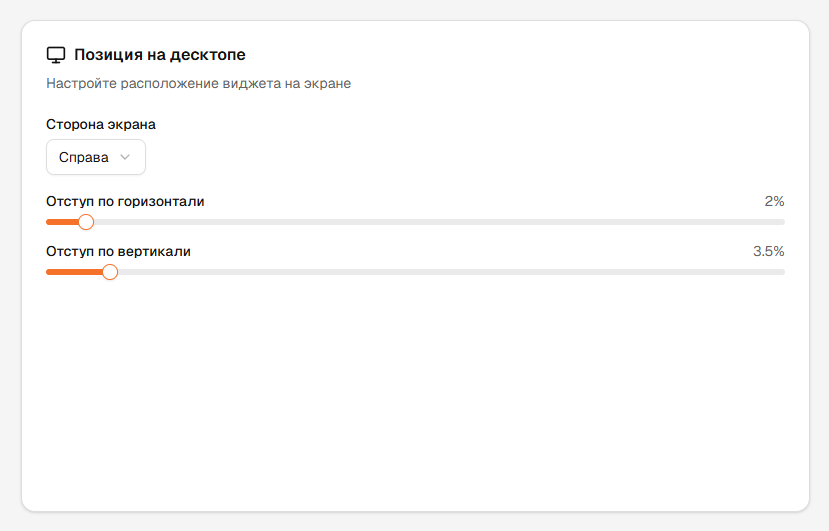 Позиция на десктопе
Настройте расположение виджета на экране
Сторона экрана
Справа
Отступ по горизонтали 2%
Отступ по вертикали 3.5%